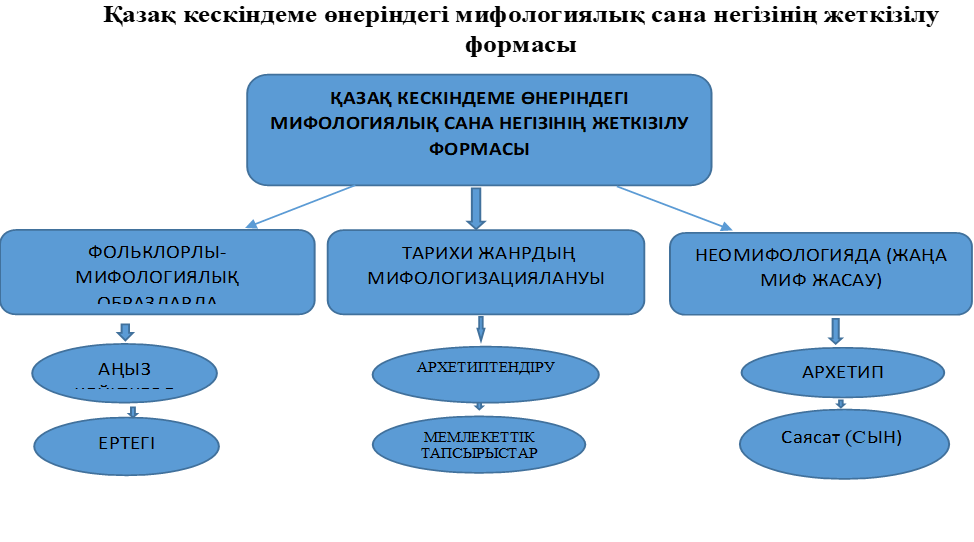 Қазақ кескіндеме өнеріндегі мифологиялық сана негізінің жеткізілу
формасы
ҚАЗАҚ КЕСКІНДЕМЕ ӨНЕРІНДЕГІ
МИФОЛОГИЯЛЫҚ САНА НЕГІЗІНІҢ ЖЕТКІЗІЛУ
ФОРМАСЫ
ФОЛЬКЛОРЛЫ-
МИФОЛОГИЯЛЫҚ
ОБРАЗДАРДА
ТАРИХИ ЖАНРДЫҢ
МИФОЛОГИЗАЦИЯЛАНУЫ
НЕОМИФОЛОГИЯДА (ЖАҢА
МИФ ЖАСАУ)
АҢЫЗ
АРХЕТИПТЕНДІРУ
АРХЕТИП
ЕРТЕГІ
МЕМЛЕКЕТТІК
ТАПСЫРЫСТАР
Саясат (СЫН)